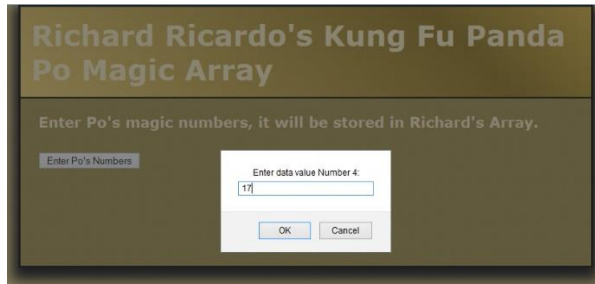 Richard Ricardo's Kung Fu Panda
Po Magic Array
Enter Po's magic numbers, it will be stored in Richard's Array.
Enter Po's Numbers
Enter data value Number 4:
17
OK Cancel